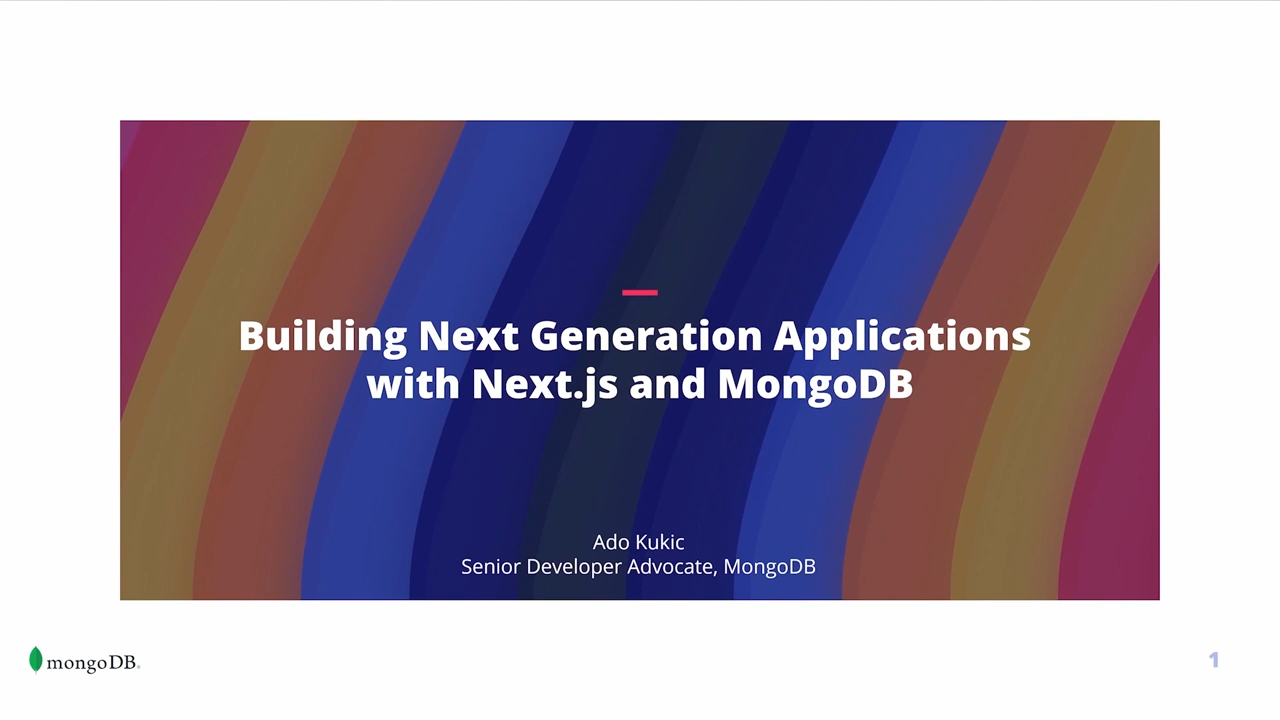 Building Next Generation Applications
with Next.js and MongoDB
Ado Kukic
Senior Developer Advocate, MongoDB
mongoDB.
1